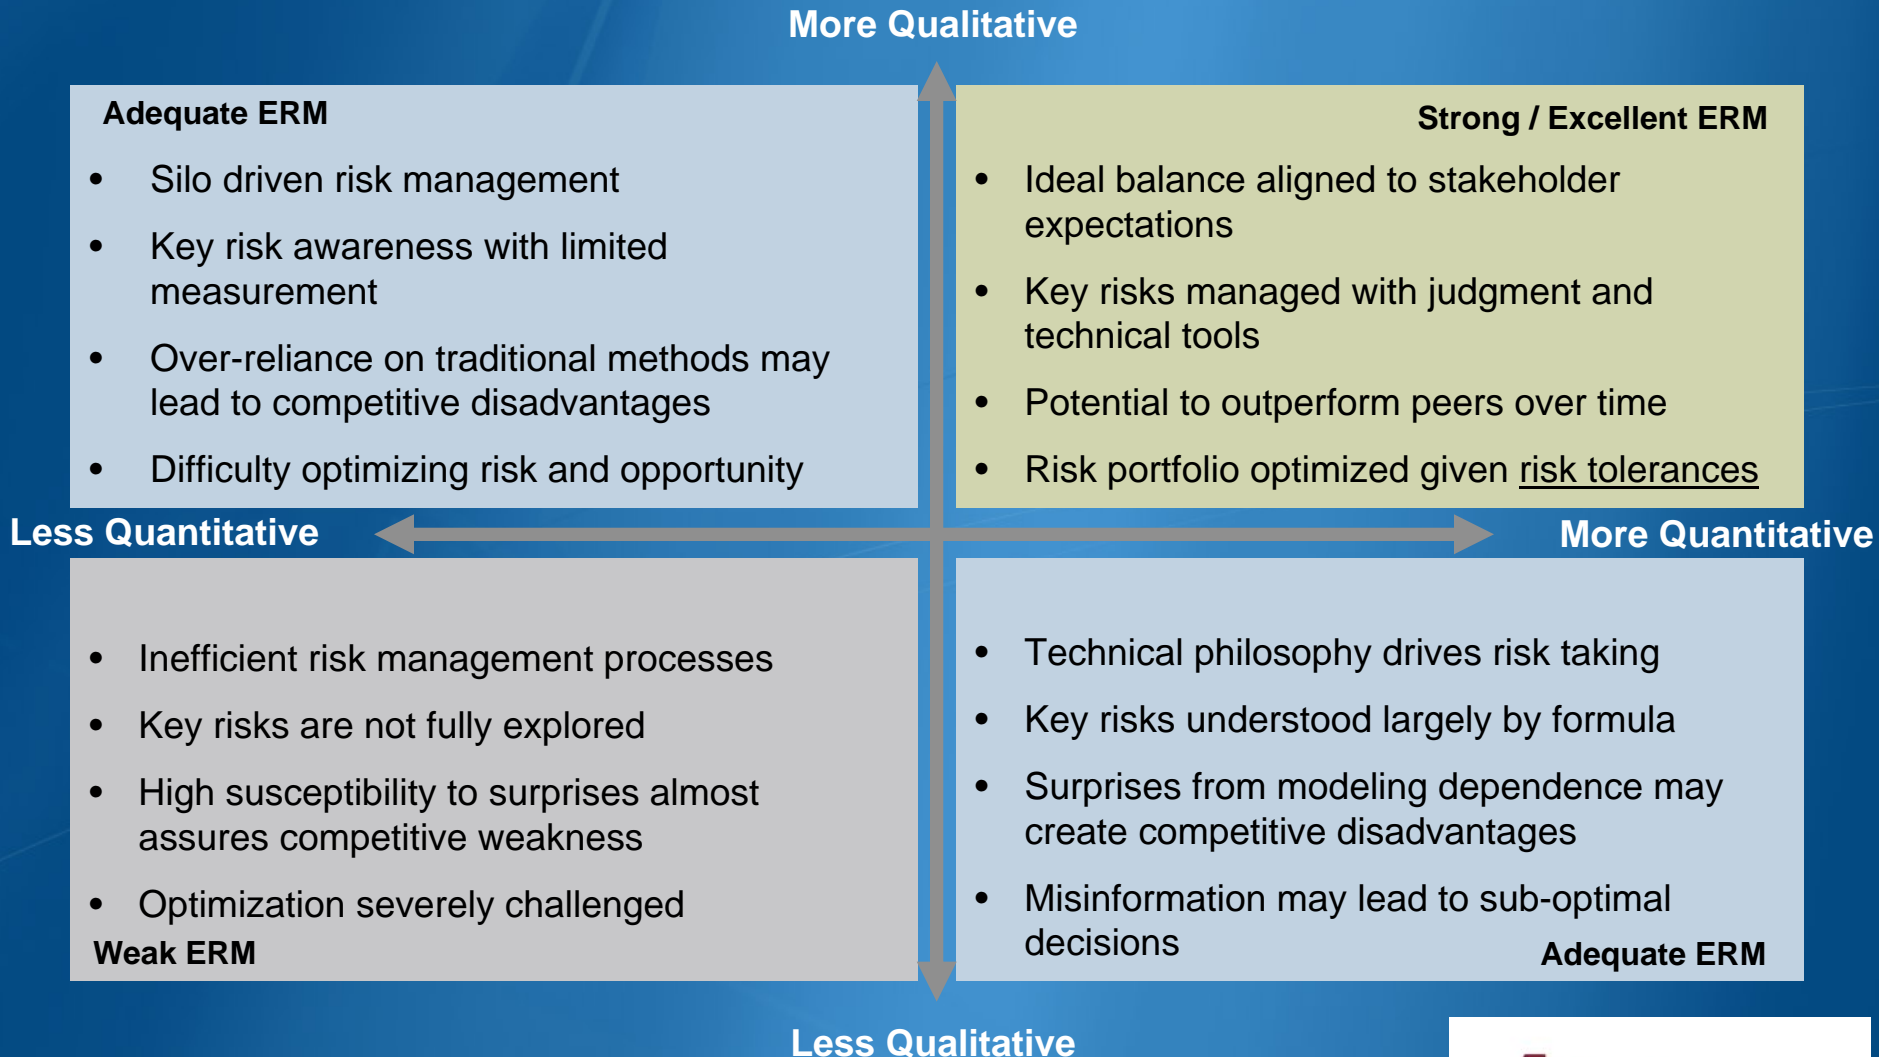 More Qualitative
Adequate ERM
• Silo driven risk management
• Key risk awareness with limited
measurement
• Over-reliance on traditional methods may
lead to competitive disadvantages
• Difficulty optimizing risk and opportunity
Strong / Excellent ERM
• Ideal balance aligned to stakeholder
expectations
• Key risks managed with judgment and
technical tools
• Potential to outperform peers over time
• Risk portfolio optimized given risk tolerances
Less Quantitative
More Quantitative
• Inefficient risk management processes
• Key risks are not fully explored
• High susceptibility to surprises almost
assures competitive weakness
• Optimization severely challenged
Weak ERM
• Technical philosophy drives risk taking
• Key risks understood largely by formula
• Surprises from modeling dependence may
create competitive disadvantages
• Misinformation may lead to sub-optimal
decisions
Adequate ERM
Less Qualitative